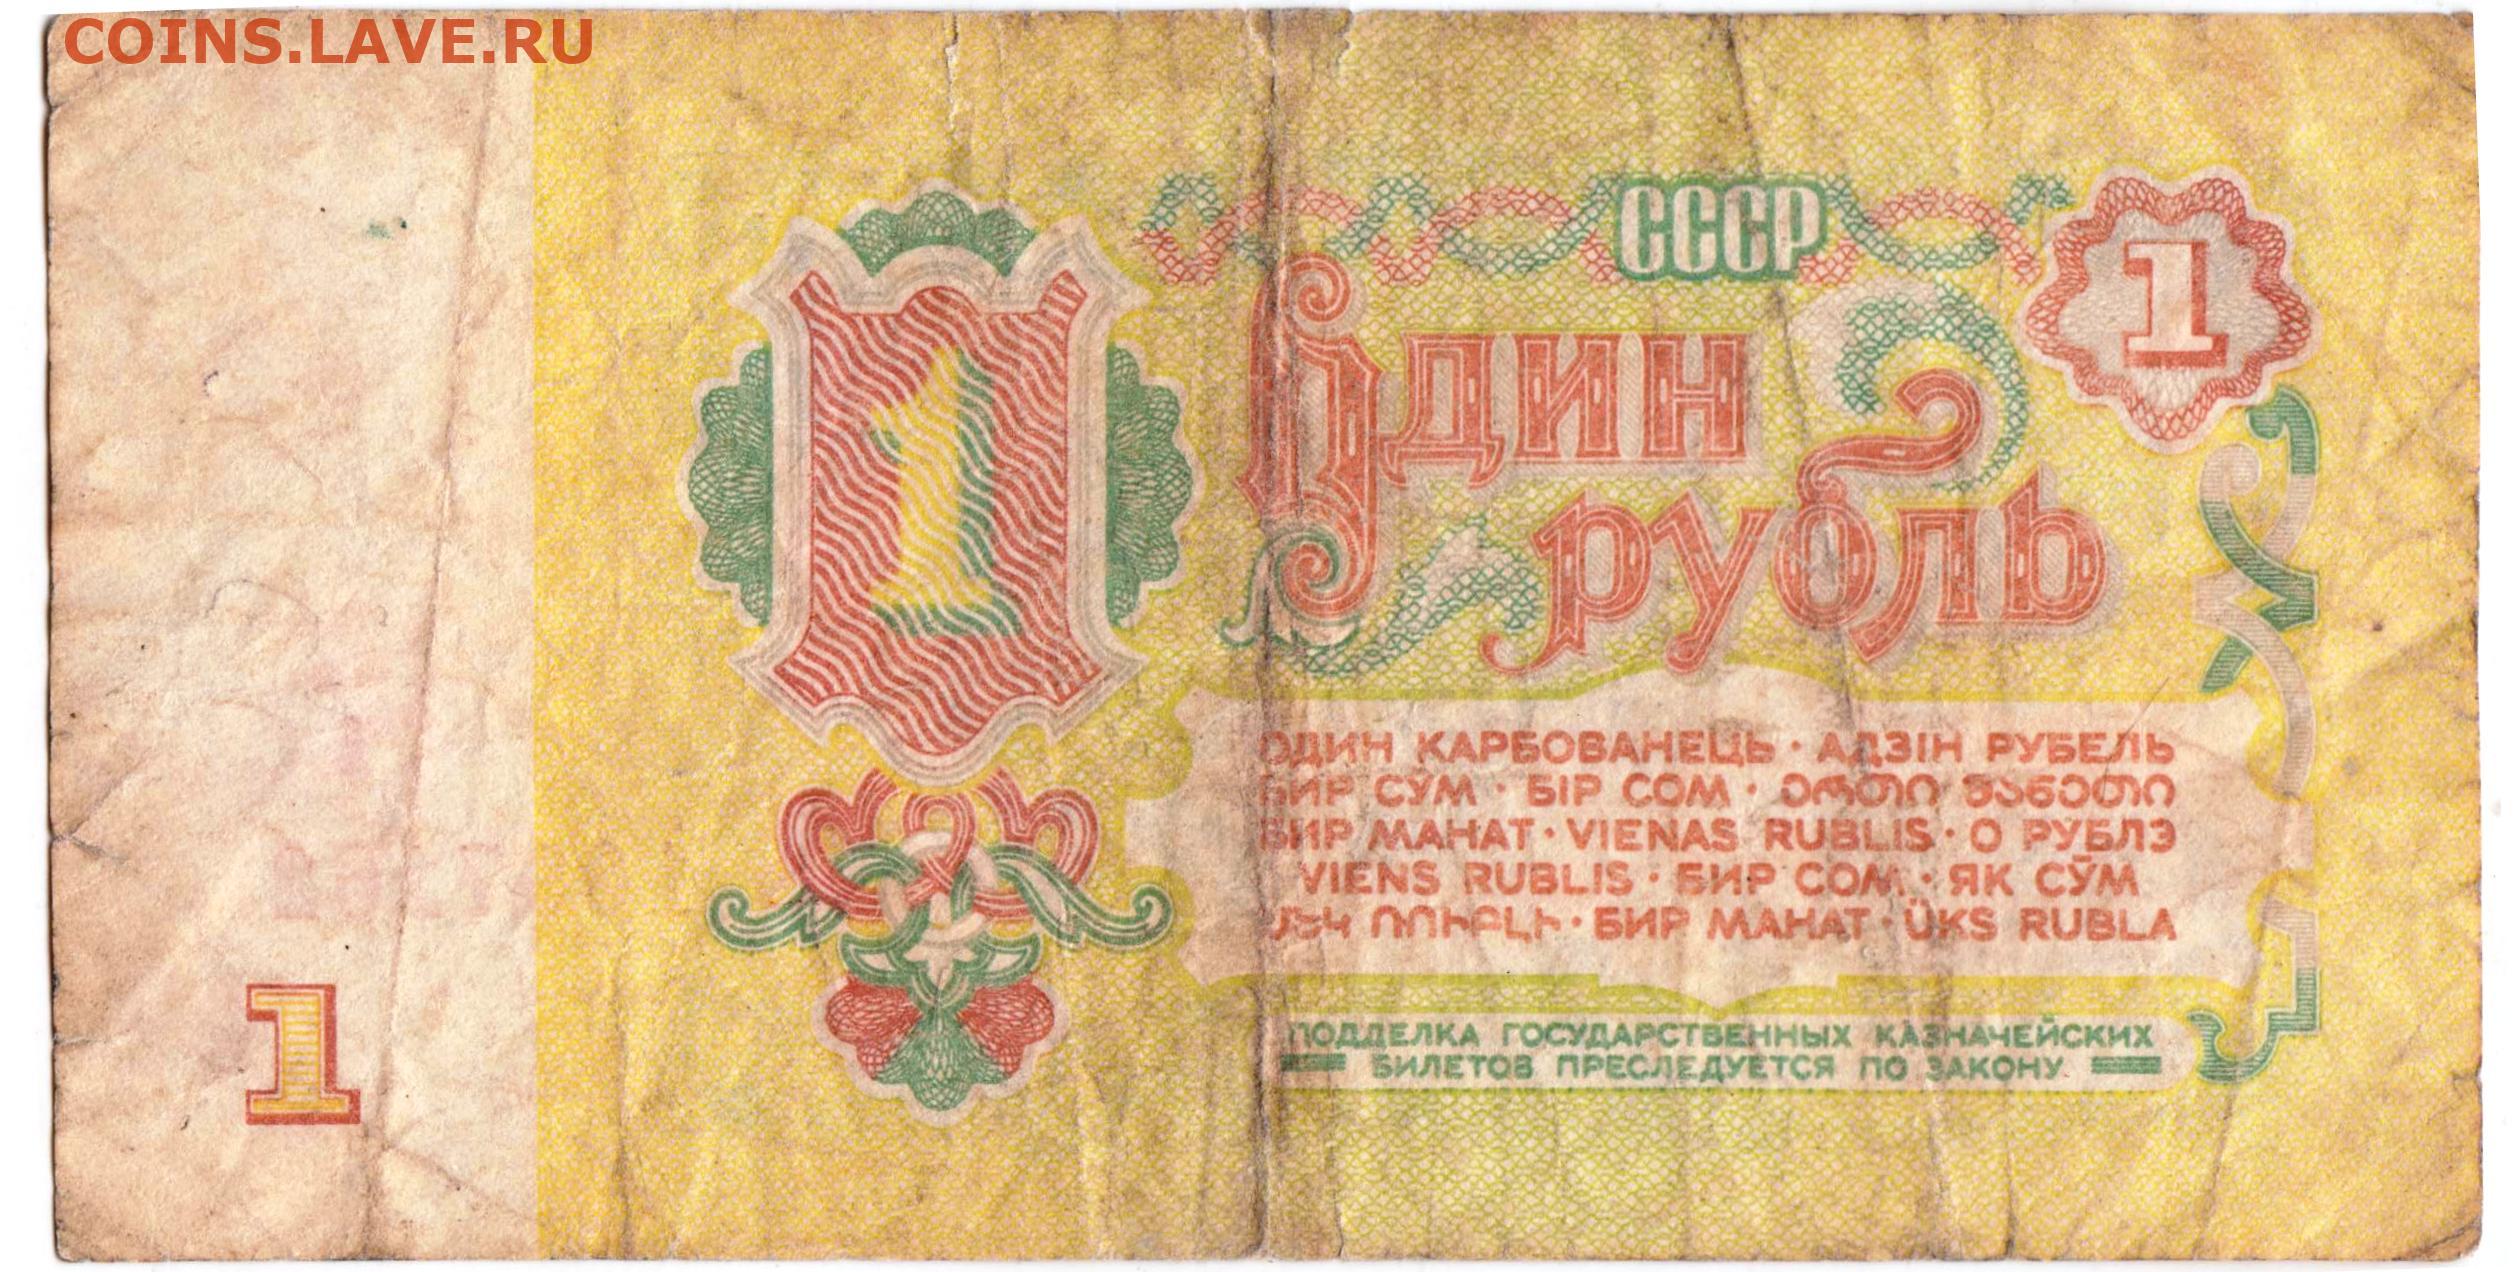 COINS.LAVE.RU
СССР
1
Один
1
рубль
ОДИН КАРБОВАНЕЦЬ · АДЗІН РУБЕЛЬ
БИР СЎМ · БІР СОМ · ᲔᲠᲗᲘ ᲛᲐᲜᲔᲗᲘ
БИР МАНАТ · VIENAS RUBLIS · О РУБЛЭ
VIENS RUBLIS · БИР СОМ · ЯК СӮМ
ՄԵԿ ՌՈՒԲԼԻ · БИР МАНАТ · ÜKS RUBLA
ПОДДЕЛКА ГОСУДАРСТВЕННЫХ КАЗНАЧЕЙСКИХ
БИЛЕТОВ ПРЕСЛЕДУЕТСЯ ПО ЗАКОНУ.
1